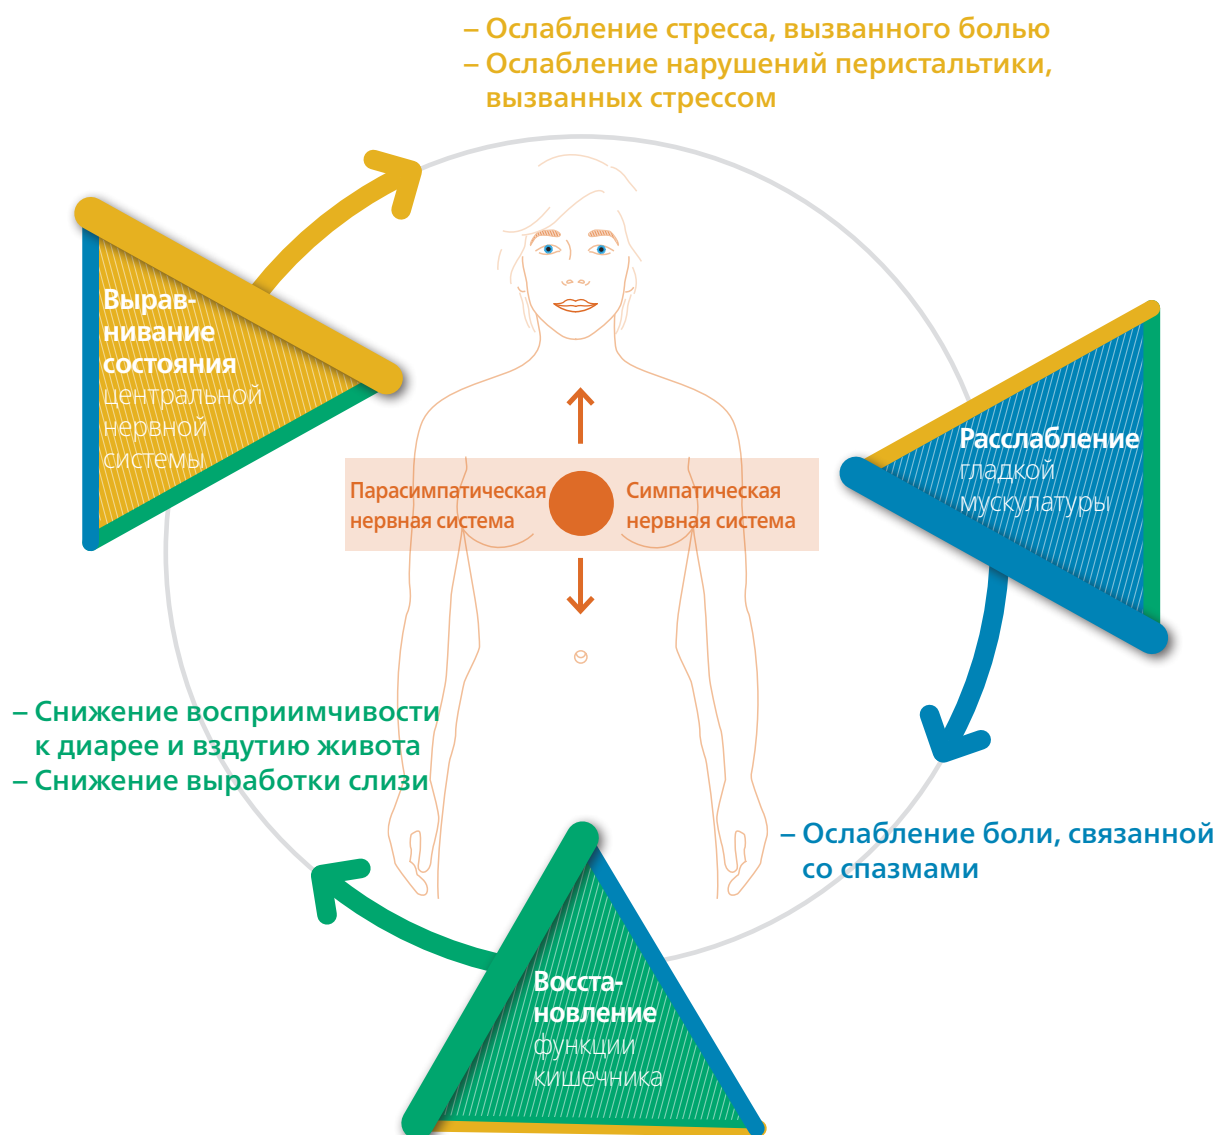 – Ослабление стресса, вызванного болью
– Ослабление нарушений перистальтики,
вызванных стрессом
Вырав-
нивание
состояния
центральной
нервной
системы
Расслабление
гладкой
мускулатуры
Парасимпатическая
нервная система
Симпатическая
нервная система
– Снижение восприимчивости
к диарее и вздутию живота
– Снижение выработки слизи
– Ослабление боли, связанной
со спазмами
Восста-
новление
функции
кишечника